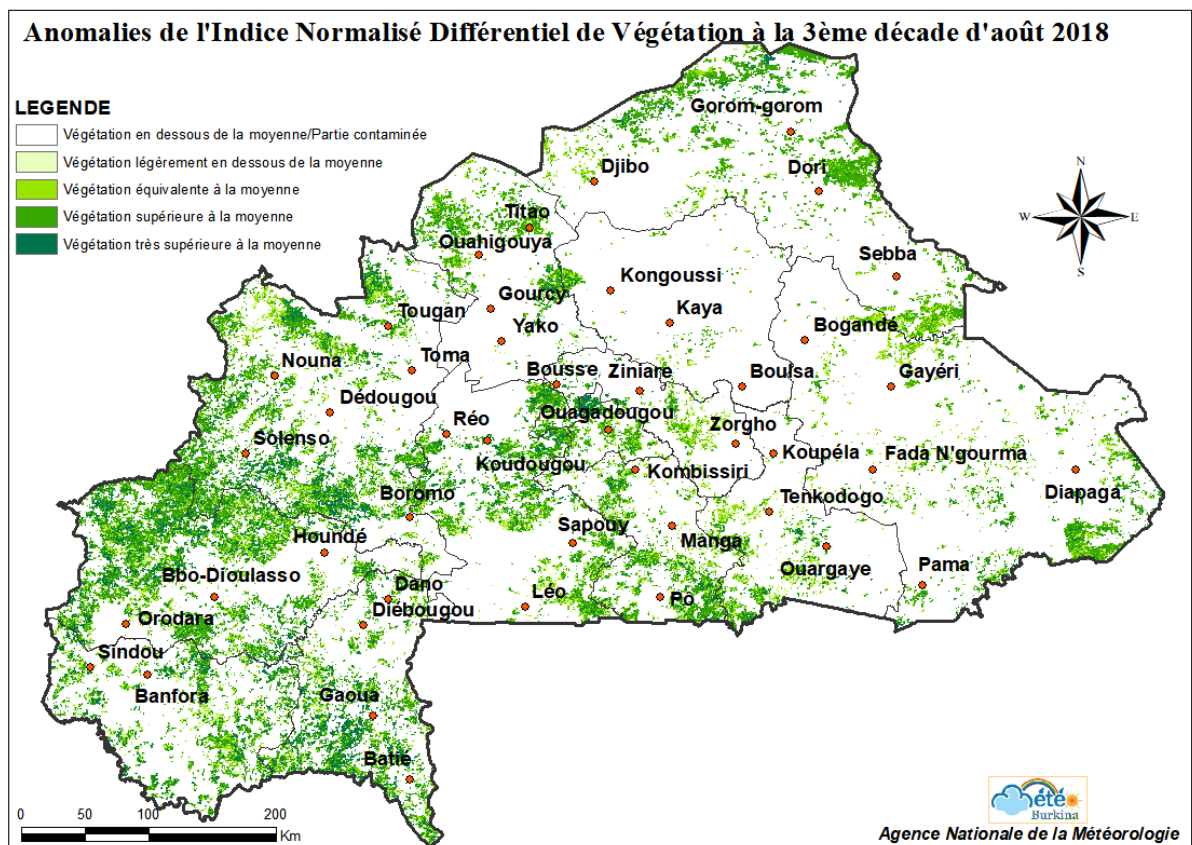 Anomalies de l'Indice Normalisé Différentiel de Végétation à la 3ème décade d'août 2018
LEGENDE
Végétation en dessous de la moyenne/Partie contaminée
Végétation légèrement en dessous de la moyenne
Végétation équivalente à la moyenne
Végétation supérieure à la moyenne
Végétation très supérieure à la moyenne
N
W
E
S
Gorom-gorom
Djibo
Dori
Titao
Ouahigouya
Sebba
Kongoussi
Gourcy
Kaya
Tougan
Yako
Bogandé
Toma
Nouna
Bousse
Ziniare
Boulsa
Gayéri
Dédougou
Ouagadougou
Réo
Zorgho
Solenso
Koudougou
Kombissiri
Koupéla
Fada N'gourma
Diapaga
Boromo
Tenkodogo
Sapouy
Houndé
Manga
Ouargaye
Pama
Bbo-Dioulasso
Dano
Léo
Pô
Diébougou
Orodara
Sindou
Banfora
Gaoua
Batie
0 50 100 200
Km
été
Burkina
Agence Nationale de la Météorologie